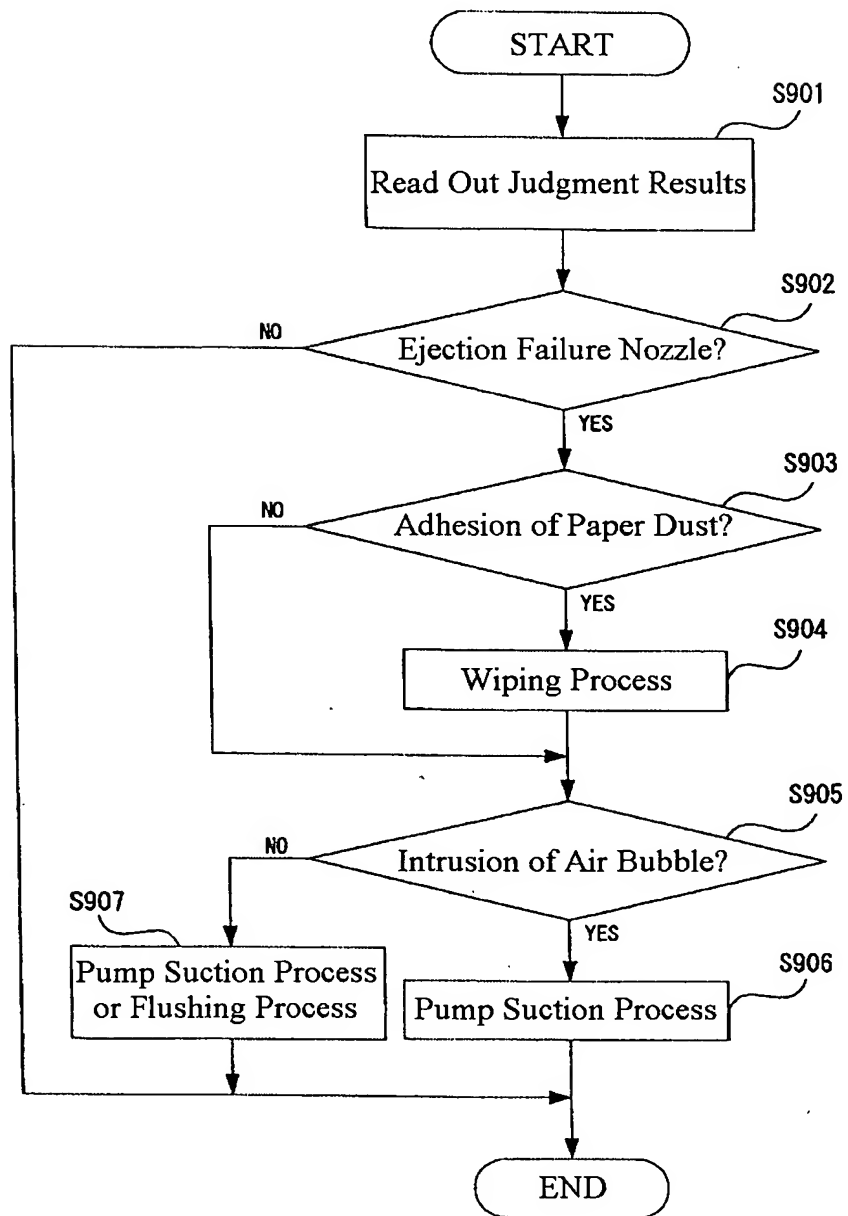 START
S901
Read Out Judgment Results
S902
NO
Ejection Failure Nozzle?
YES
S903
NO
Adhesion of Paper Dust?
YES
S904
Wiping Process
S905
NO
Intrusion of Air Bubble?
S907
YES
S906
Pump Suction Process
or Flushing Process
Pump Suction Process
END